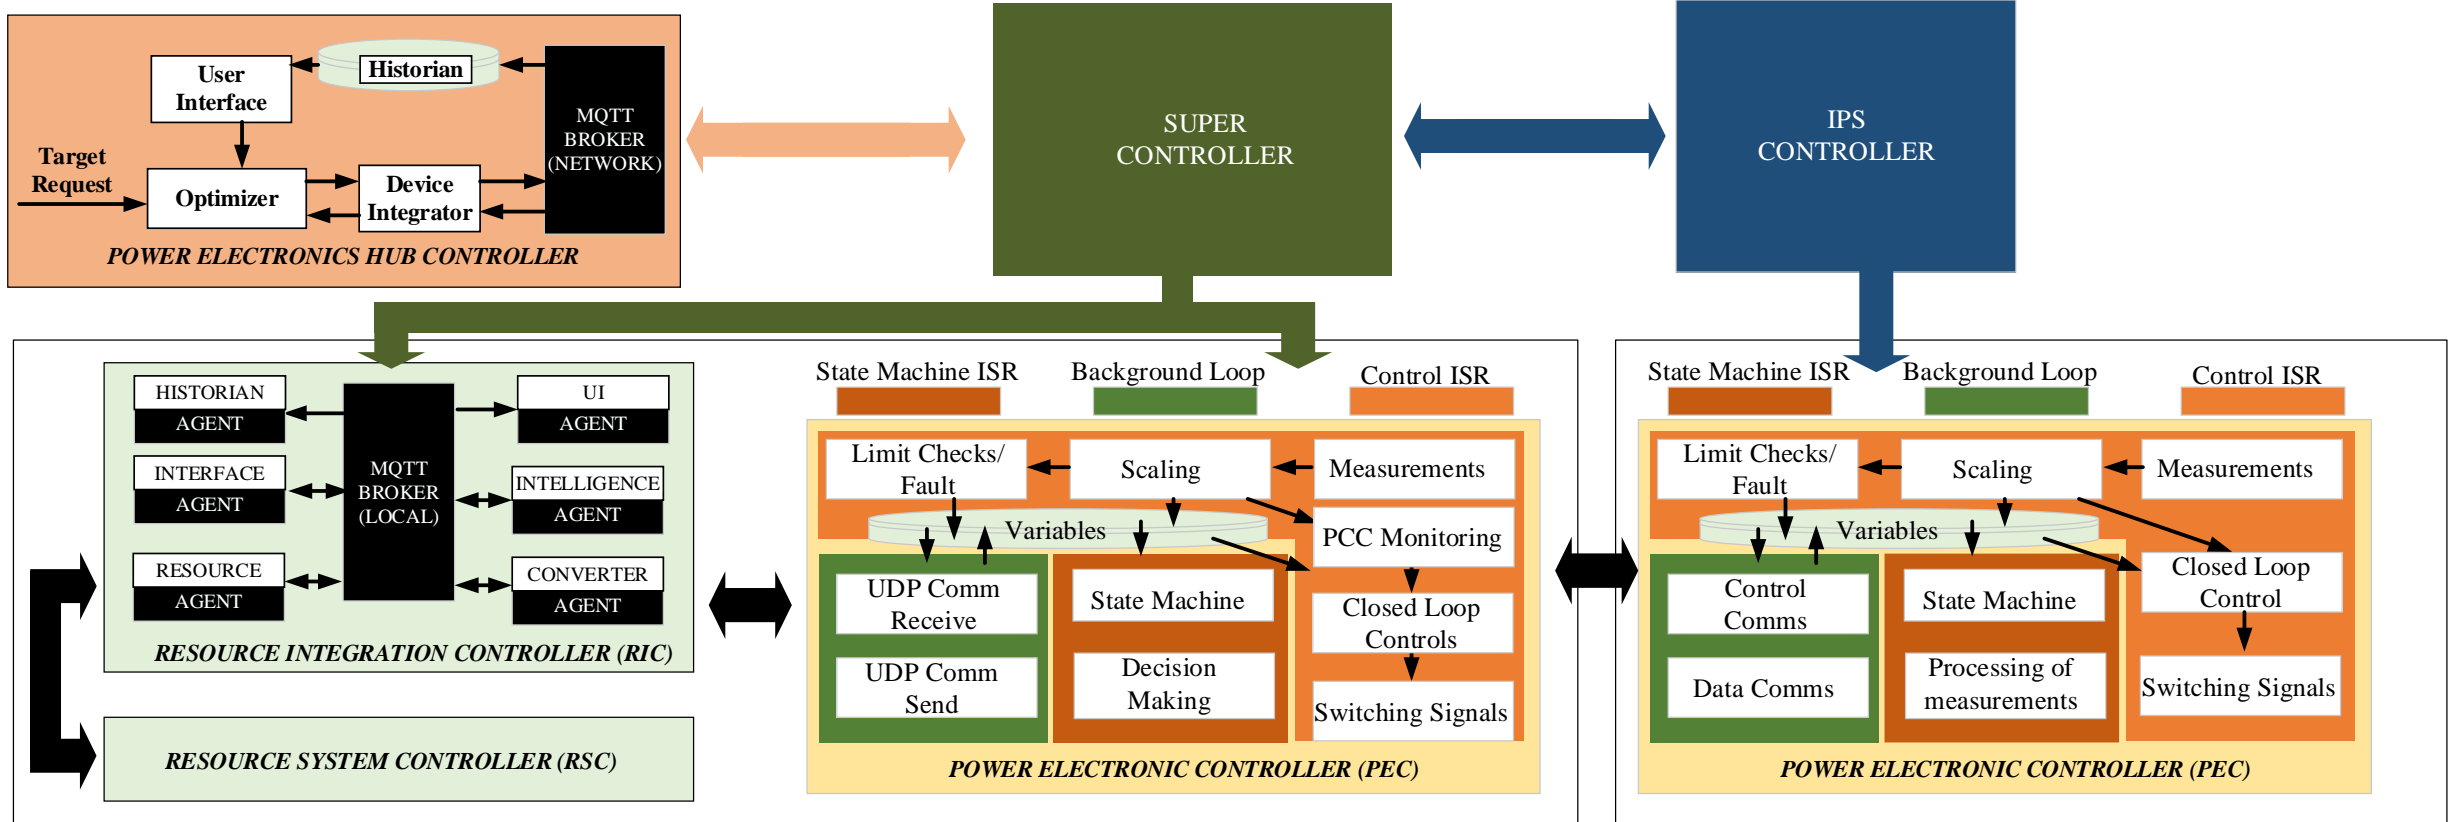 User
Interface
Historian
MQTT
BROKER
(NETWORK)
Target
Request
Optimizer
Device
Integrator
POWER ELECTRONICS HUB CONTROLLER
SUPER
CONTROLLER
IPS
CONTROLLER
HISTORIAN
AGENT
INTERFACE
AGENT
RESOURCE
AGENT
MQTT
BROKER
(LOCAL)
UI
AGENT
INTELLIGENCE
AGENT
CONVERTER
AGENT
RESOURCE INTEGRATION CONTROLLER (RIC)
RESOURCE SYSTEM CONTROLLER (RSC)
State Machine ISR
Background Loop
Control ISR
Limit Checks/
Fault
Scaling
Measurements
Variables
PCC Monitoring
UDP Comm
Receive
State Machine
Closed Loop
Controls
UDP Comm
Send
Decision
Making
Switching Signals
POWER ELECTRONIC CONTROLLER (PEC)
State Machine ISR
Background Loop
Control ISR
Limit Checks/
Fault
Scaling
Measurements
Variables
Closed Loop
Control
Control
Comms
State Machine
Data Comms
Processing of
measurements
Switching Signals
POWER ELECTRONIC CONTROLLER (PEC)